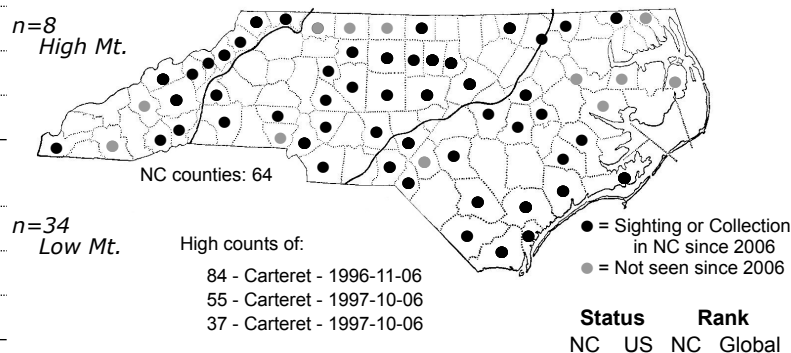 n=8
High Mt.
NC counties: 64
n=34
Low Mt.
High counts of:
84 - Carteret - 1996-11-06
55 - Carteret - 1997-10-06
37 - Carteret - 1997-10-06
= Sighting or Collection
in NC since 2006
= Not seen since 2006
Status Rank
NC US NC Global